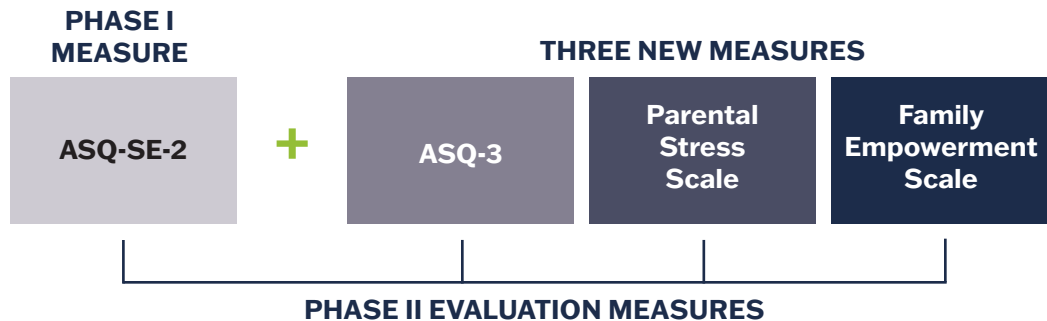 PHASE I
MEASURE
THREE NEW MEASURES
ASQ-SE-2
+
ASQ-3
Parental
Stress
Scale
Family
Empowerment
Scale
PHASE II EVALUATION MEASURES